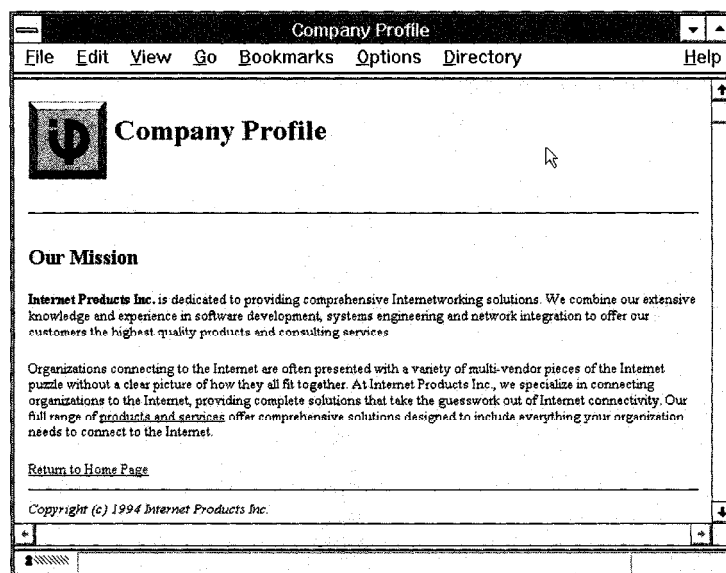 Company Profile
File Edit View Go Bookmarks Options Directory Help
ip Company Profile
Our Mission
Internet Products Inc. is dedicated to providing comprehensive Internetworking solutions. We combine our extensive
knowledge and experience in software development, systems engineering and network integration to offer our
customers the highest quality products and consulting services
Organizations connecting to the Internet are often presented with a variety of multi-vendor pieces of the Internet
puzzle without a clear picture of how they all fit together. At Internet Products Inc., we specialize in connecting
organizations to the Internet, providing complete solutions that take the guesswork out of Internet connectivity. Our
full range of products and services offer comprehensive solutions designed to include everything your organization
needs to connect to the Internet.
Return to Home Page
Copyright (c) 1994 Internet Products Inc.